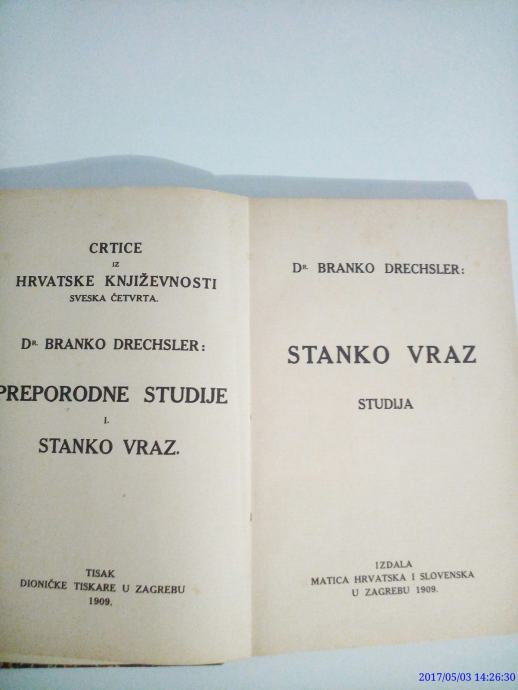 CRTICE
IZ
HRVATSKE KNJIŽEVNOSTI
SVESKA ČETVRTA.
Dr. BRANKO DRECHSLER:
PREPORODNE STUDIJE
I.
STANKO VRAZ.
TISAK
DIONIČKE TISKARE U ZAGREBU
1909.
Dr. BRANKO DRECHSLER:
STANKO VRAZ
STUDIJA
IZDALA
MATICA HRVATSKA I SLOVENSKA
U ZAGREBU 1909.
2017/05/03 14:26:30